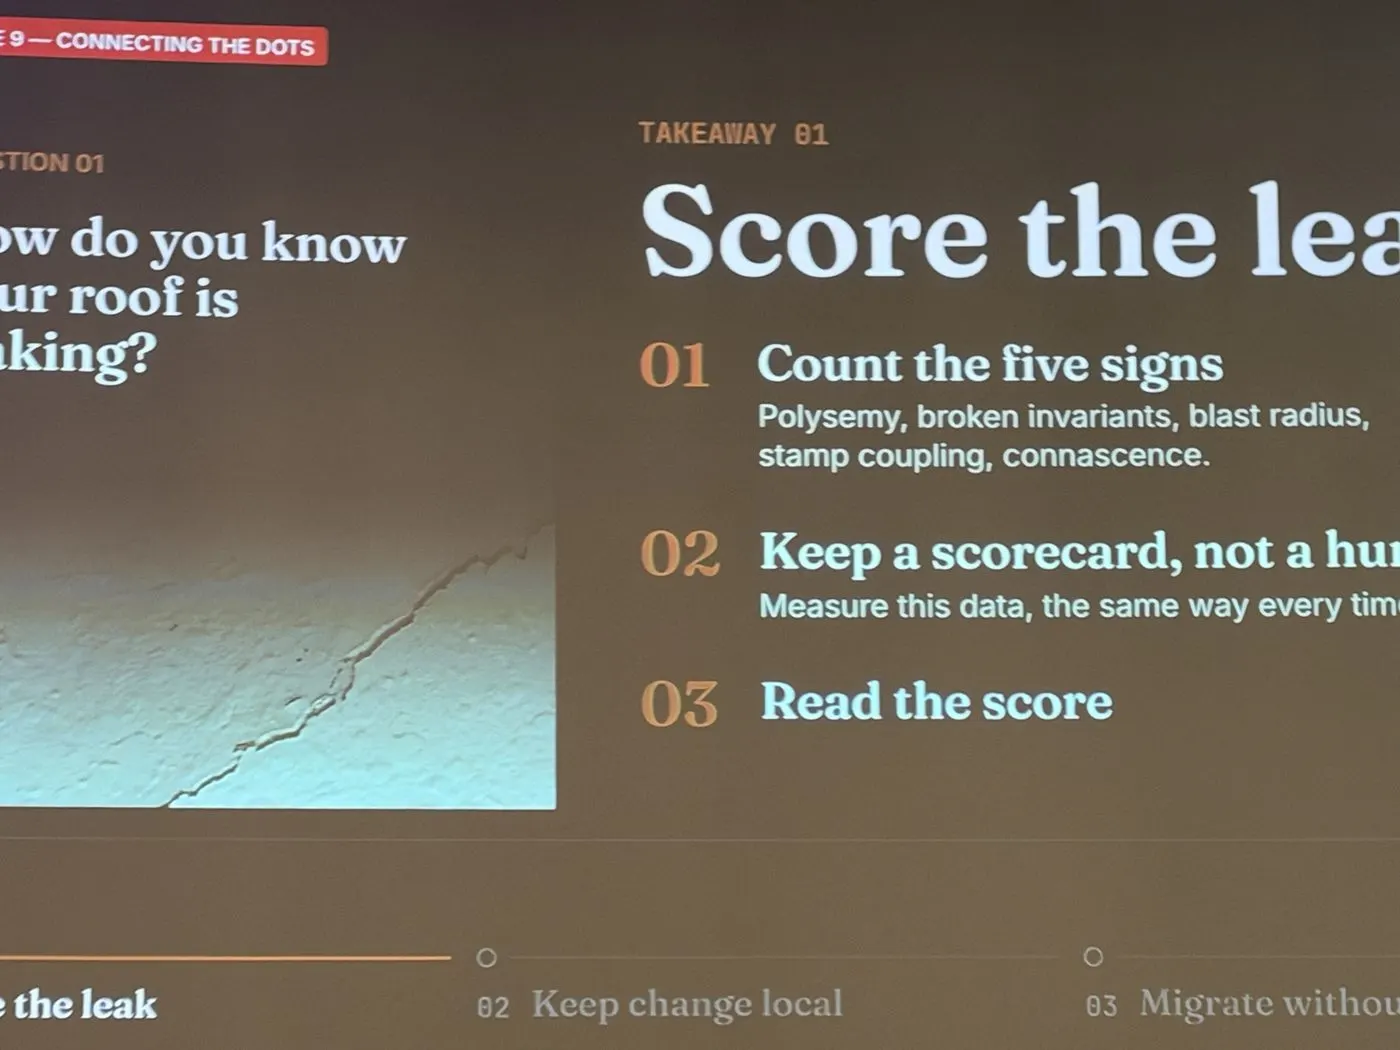 9 — CONNECTING THE DOTS
01
do you know
roof is
TAKEAWAY 01
Score the
01 Count the five signs
Polysemy, broken invariants, blast radius,
stamp coupling, connascence.
02 Keep a scorecard, not a
Measure this data, the same way every
03 Read the score
the leak
02 Keep change local
03 Migrate